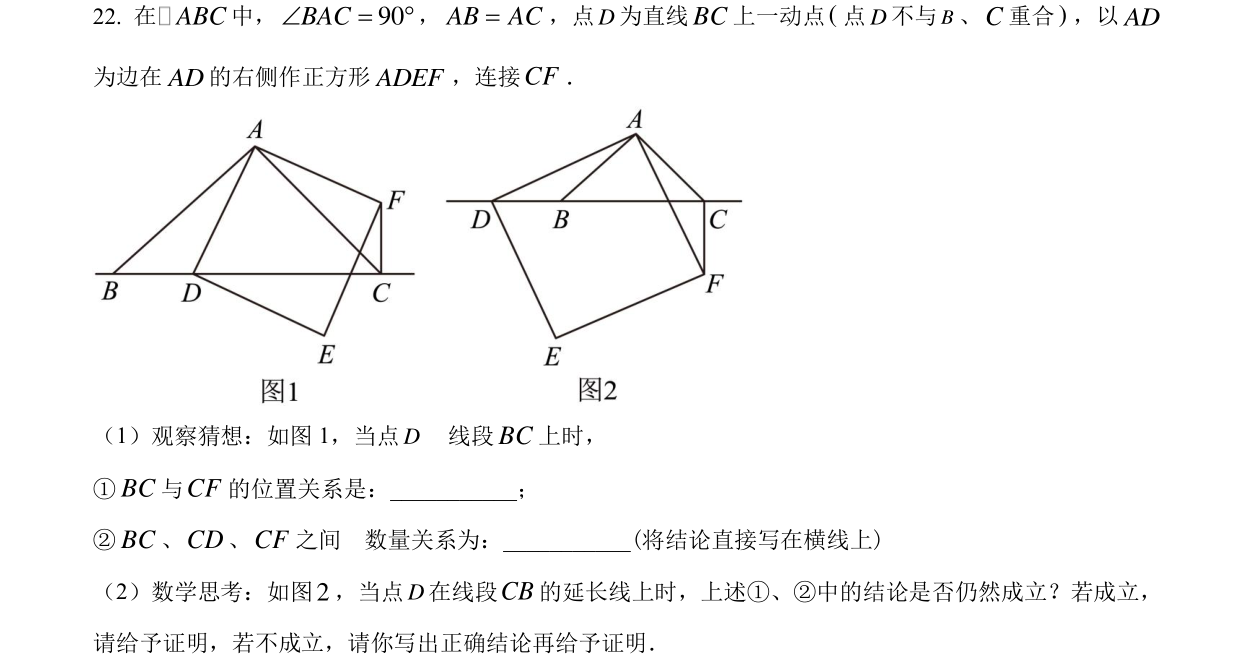 22. 在□ABC中，∠BAC=90°，AB=AC，点D为直线BC上一动点(点D不与B、C重合)，以AD
为边在AD的右侧作正方形ADEF，连接CF．
A
F
B
D
C
E
图1
A
D
B
C
F
E
图2
（1）观察猜想：如图1，当点D 线段BC上时，
①BC与CF的位置关系是：___________；
②BC、CD、CF之间 数量关系为：___________(将结论直接写在横线上)
（2）数学思考：如图2，当点D在线段CB的延长线上时，上述①、②中的结论是否仍然成立？若成立，
请给予证明，若不成立，请你写出正确结论再给予证明．